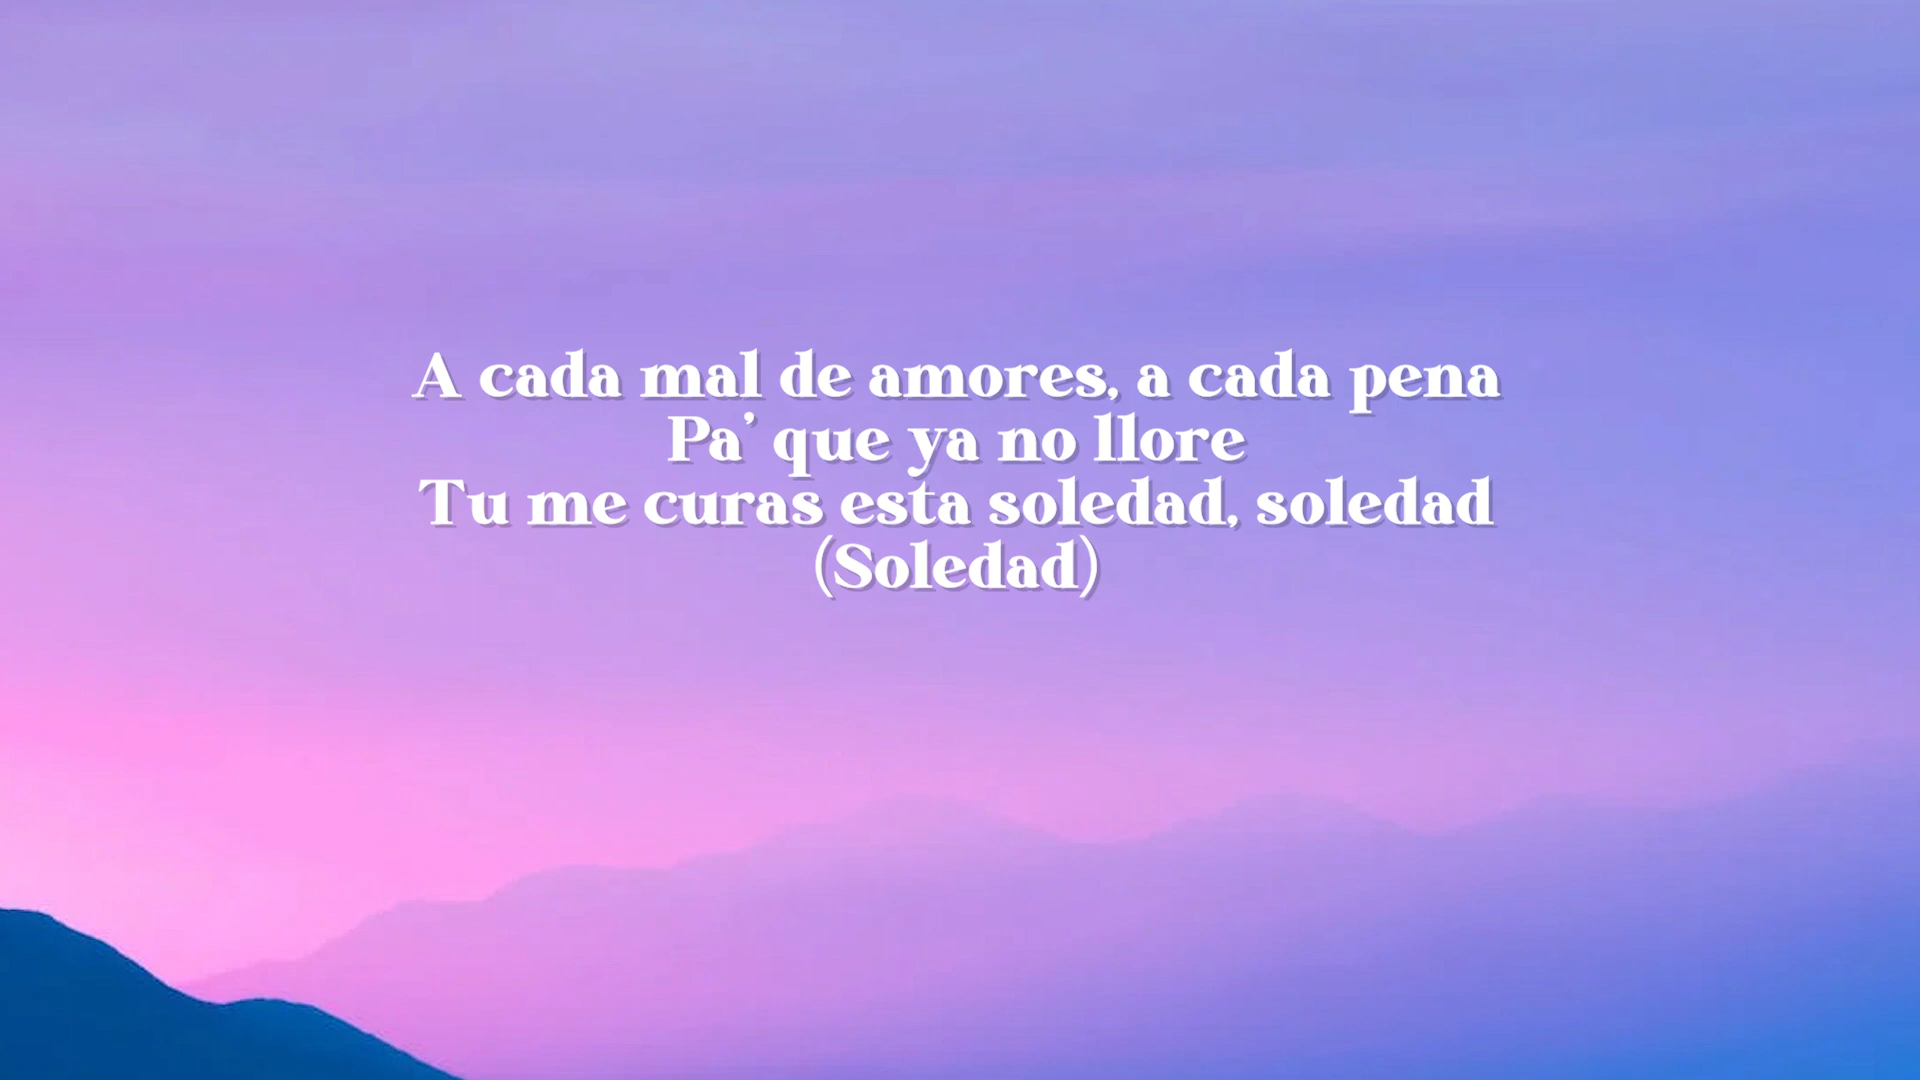 A cada mal de amores, a cada pena
Pa' que ya no llore
Tu me curas esta soledad, soledad
(Soledad)